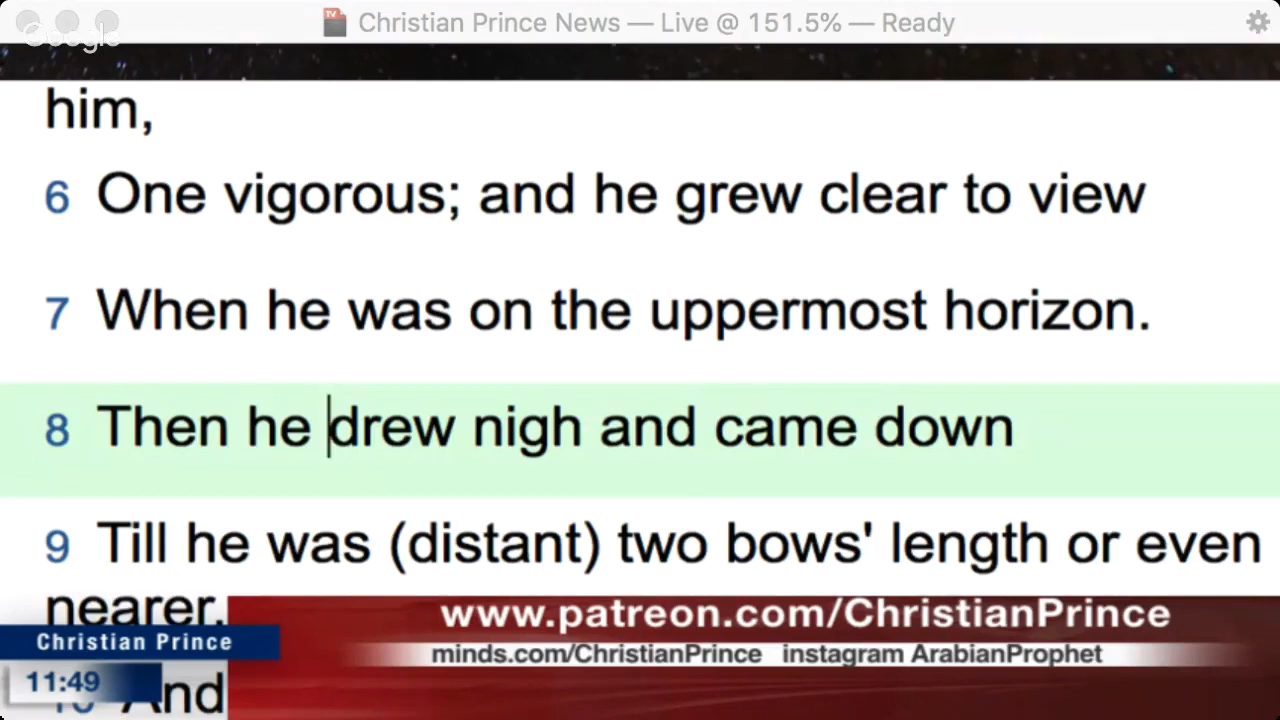 Christian Prince News — Live @ 151.5% — Ready
Google
him,
6 One vigorous; and he grew clear to view
7 When he was on the uppermost horizon.
8 Then he drew nigh and came down
9 Till he was (distant) two bows' length or even
nearer,
www.patreon.com/ChristianPrince
Christian Prince
minds.com/ChristianPrince instagram ArabianProphet
11:49
10 And